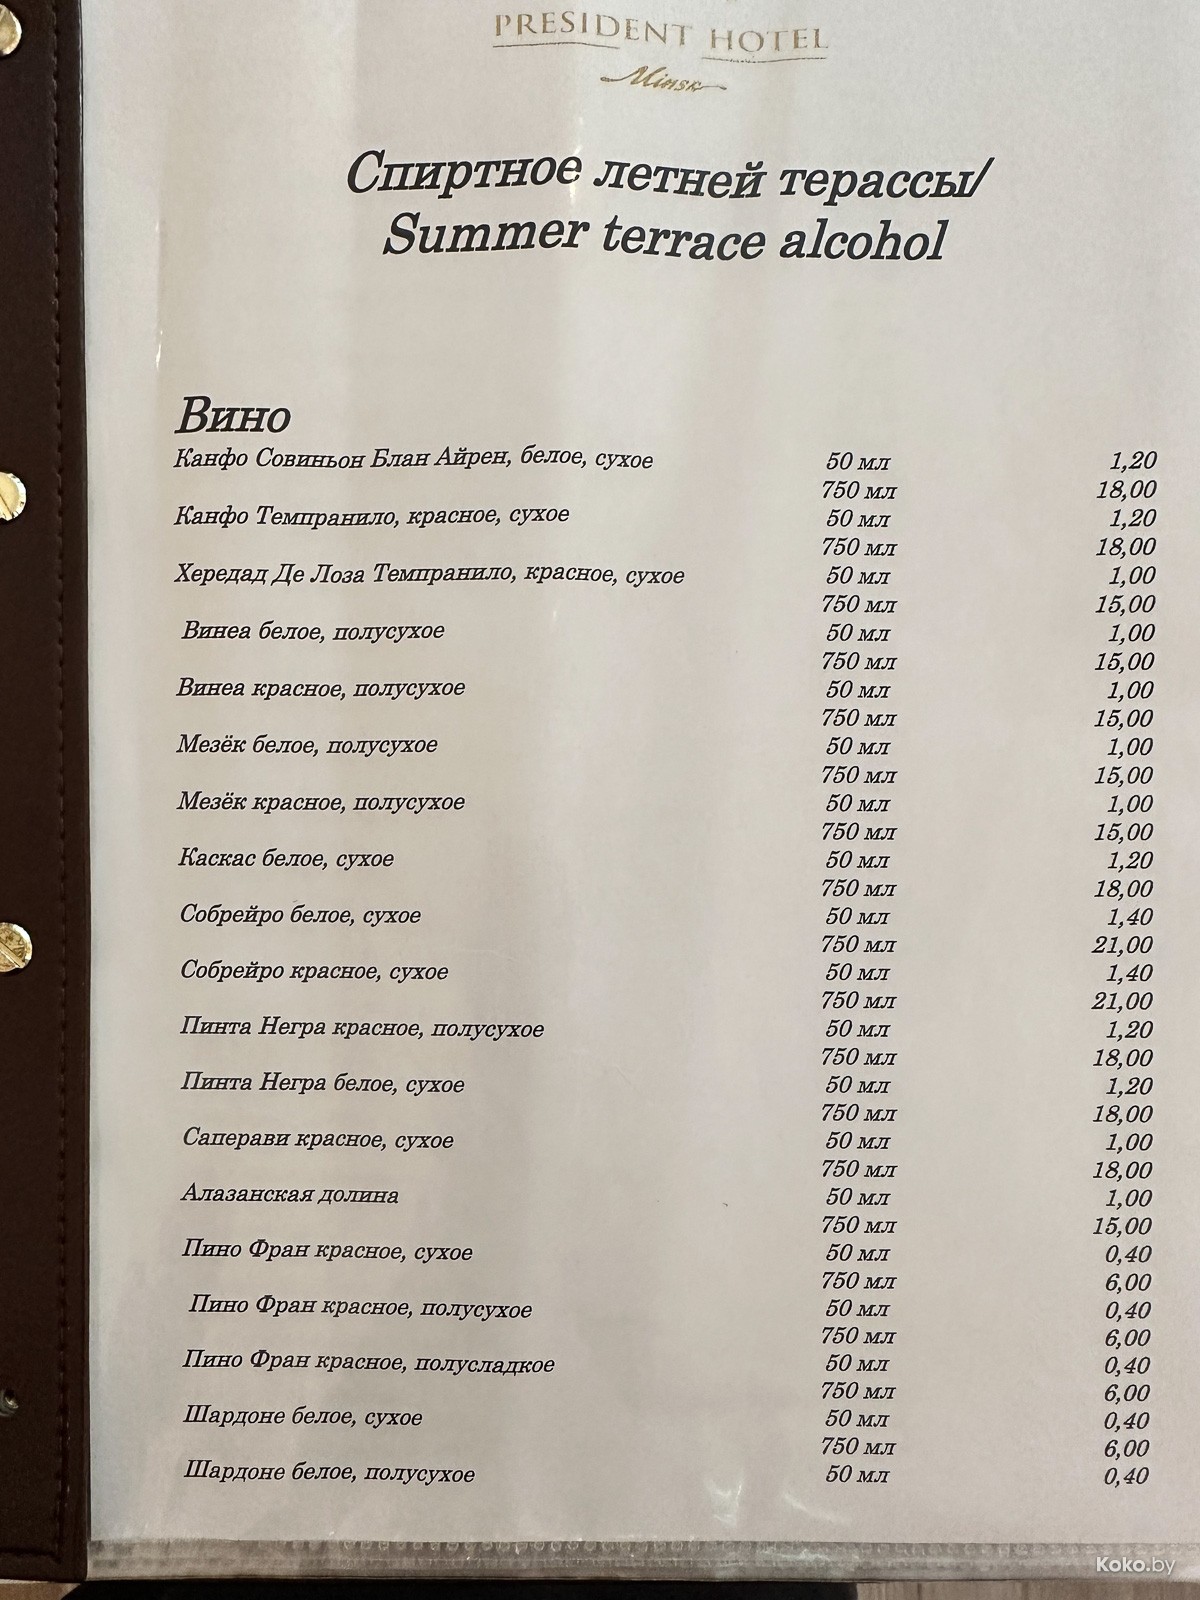 PRESIDENT HOTEL
Minsk
Спиртное летней терассы/
Summer terrace alcohol
Вино
Канфо Совиньон Блан Айрен, белое, сухое 50 мл 1,20
750 мл 18,00
Канфо Темпранило, красное, сухое 50 мл 1,20
750 мл 18,00
Хередад Де Лоза Темпранило, красное, сухое 50 мл 1,00
750 мл 15,00
Винеа белое, полусухое 50 мл 1,00
750 мл 15,00
Винеа красное, полусухое 50 мл 1,00
750 мл 15,00
Мезёк белое, полусухое 50 мл 1,00
750 мл 15,00
Мезёк красное, полусухое 50 мл 1,00
750 мл 15,00
Каскас белое, сухое 50 мл 1,20
750 мл 18,00
Собрейро белое, сухое 50 мл 1,40
750 мл 21,00
Собрейро красное, сухое 50 мл 1,40
750 мл 21,00
Пинта Негра красное, полусухое 50 мл 1,20
750 мл 18,00
Пинта Негра белое, сухое 50 мл 1,20
750 мл 18,00
Саперави красное, сухое 50 мл 1,00
750 мл 18,00
Алазанская долина 50 мл 1,00
750 мл 15,00
Пино Фран красное, сухое 50 мл 0,40
750 мл 6,00
Пино Фран красное, полусухое 50 мл 0,40
750 мл 6,00
Пино Фран красное, полусладкое 50 мл 0,40
750 мл 6,00
Шардоне белое, сухое 50 мл 0,40
750 мл 6,00
Шардоне белое, полусухое 50 мл 0,40
Koko.by